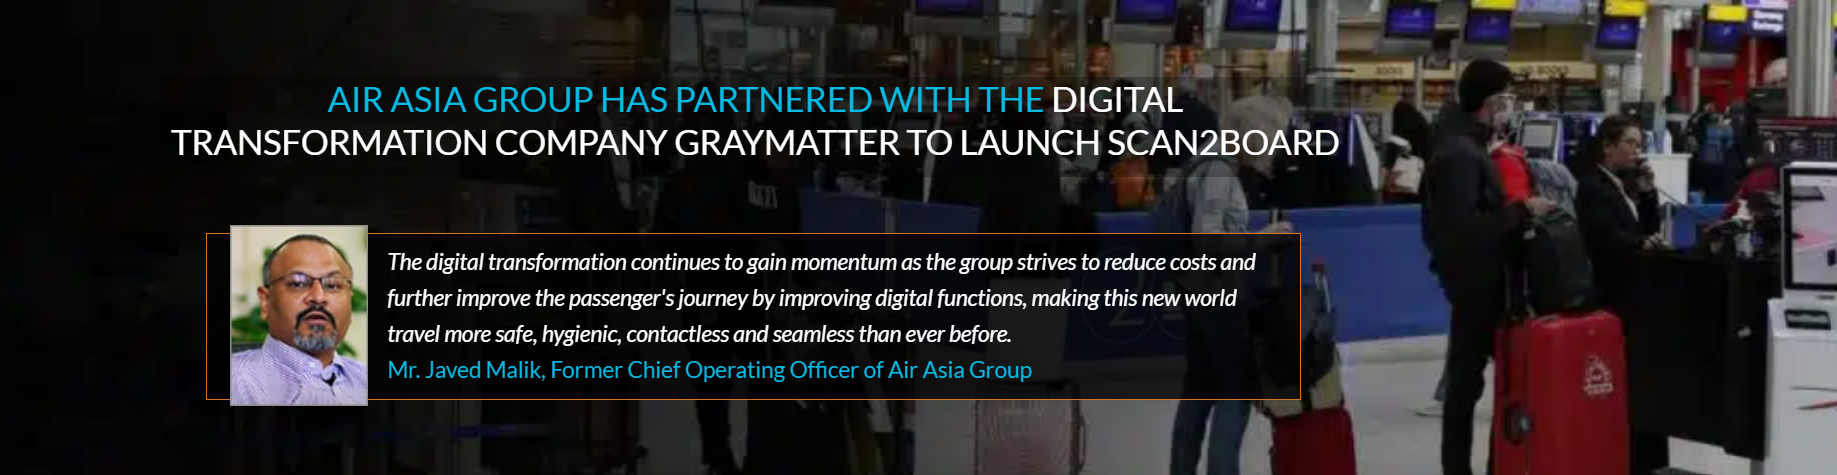 AIR ASIA GROUP HAS PARTNERED WITH THE DIGITAL
TRANSFORMATION COMPANY GRAYMATTER TO LAUNCH SCAN2BOARD
The digital transformation continues to gain momentum as the group strives to reduce costs and
further improve the passenger's journey by improving digital functions, making this new world
travel more safe, hygienic, contactless and seamless than ever before.
Mr. Javed Malik, Former Chief Operating Officer of Air Asia Group